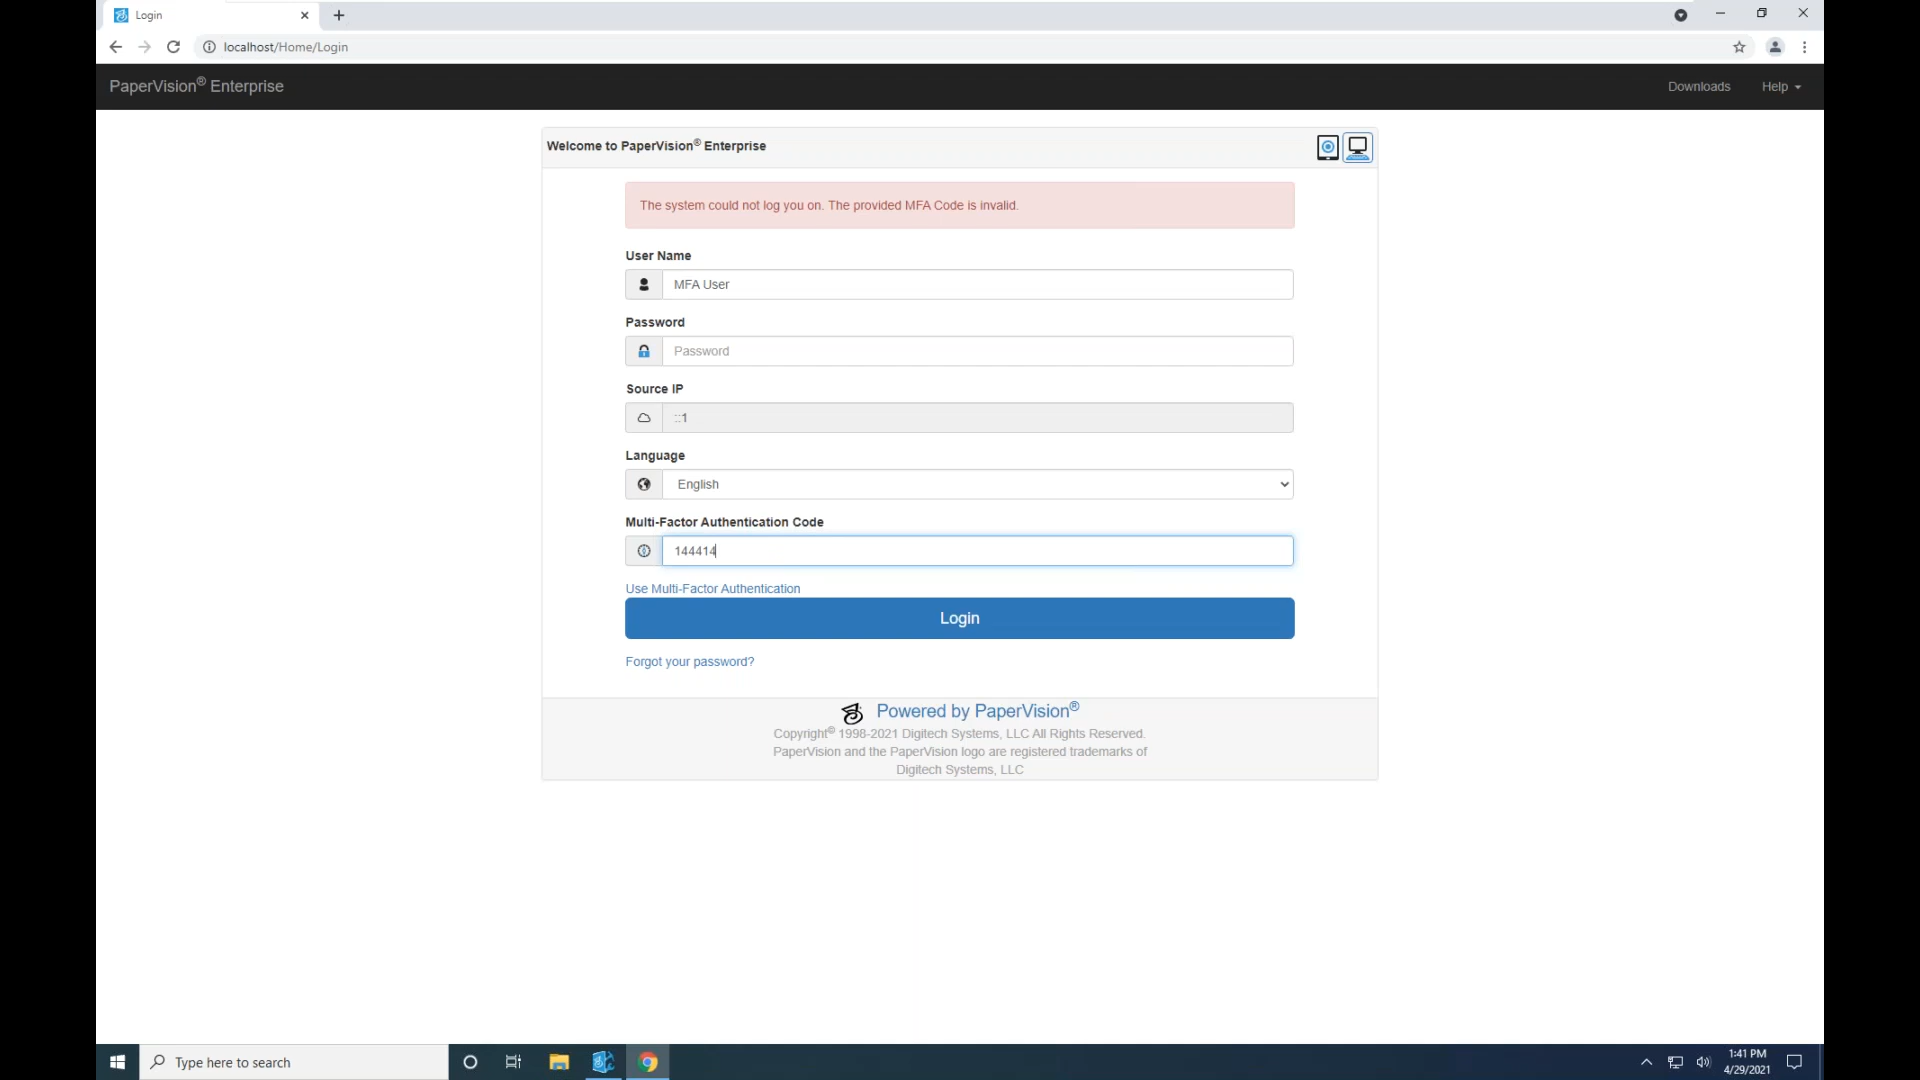 Login
localhost/Home/Login
PaperVision® Enterprise
Downloads
Help
Welcome to PaperVision® Enterprise
The system could not log you on. The provided MFA Code is invalid.
User Name
MFA User
Password
Password
Source IP
::1
Language
English
Multi-Factor Authentication Code
144414
Use Multi-Factor Authentication
Login
Forgot your password?
Powered by PaperVision®
Copyright® 1998-2021 Digitech Systems, LLC All Rights Reserved.
PaperVision and the PaperVision logo are registered trademarks of
Digitech Systems, LLC
Type here to search
1:41 PM
4/29/2021